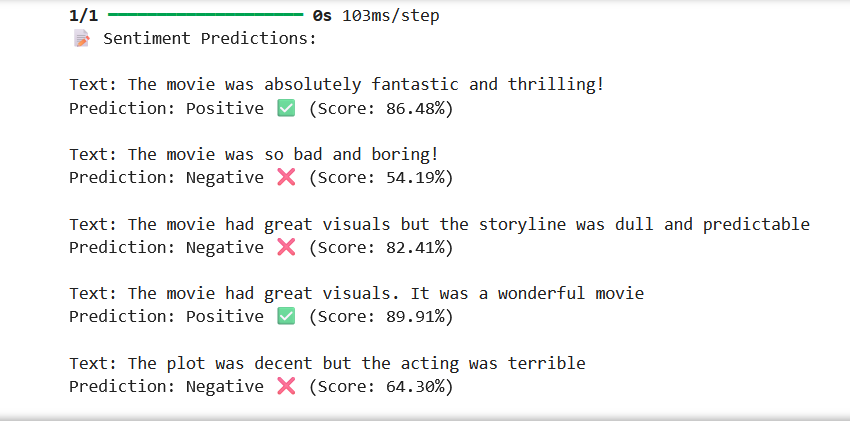 1/1 ━━━━━━━━━━━━━━━━━━━━ 0s 103ms/step
📝 Sentiment Predictions:
Text: The movie was absolutely fantastic and thrilling!
Prediction: Positive ✅ (Score: 86.48%)
Text: The movie was so bad and boring!
Prediction: Negative ❌ (Score: 54.19%)
Text: The movie had great visuals but the storyline was dull and predictable
Prediction: Negative ❌ (Score: 82.41%)
Text: The movie had great visuals. It was a wonderful movie
Prediction: Positive ✅ (Score: 89.91%)
Text: The plot was decent but the acting was terrible
Prediction: Negative ❌ (Score: 64.30%)